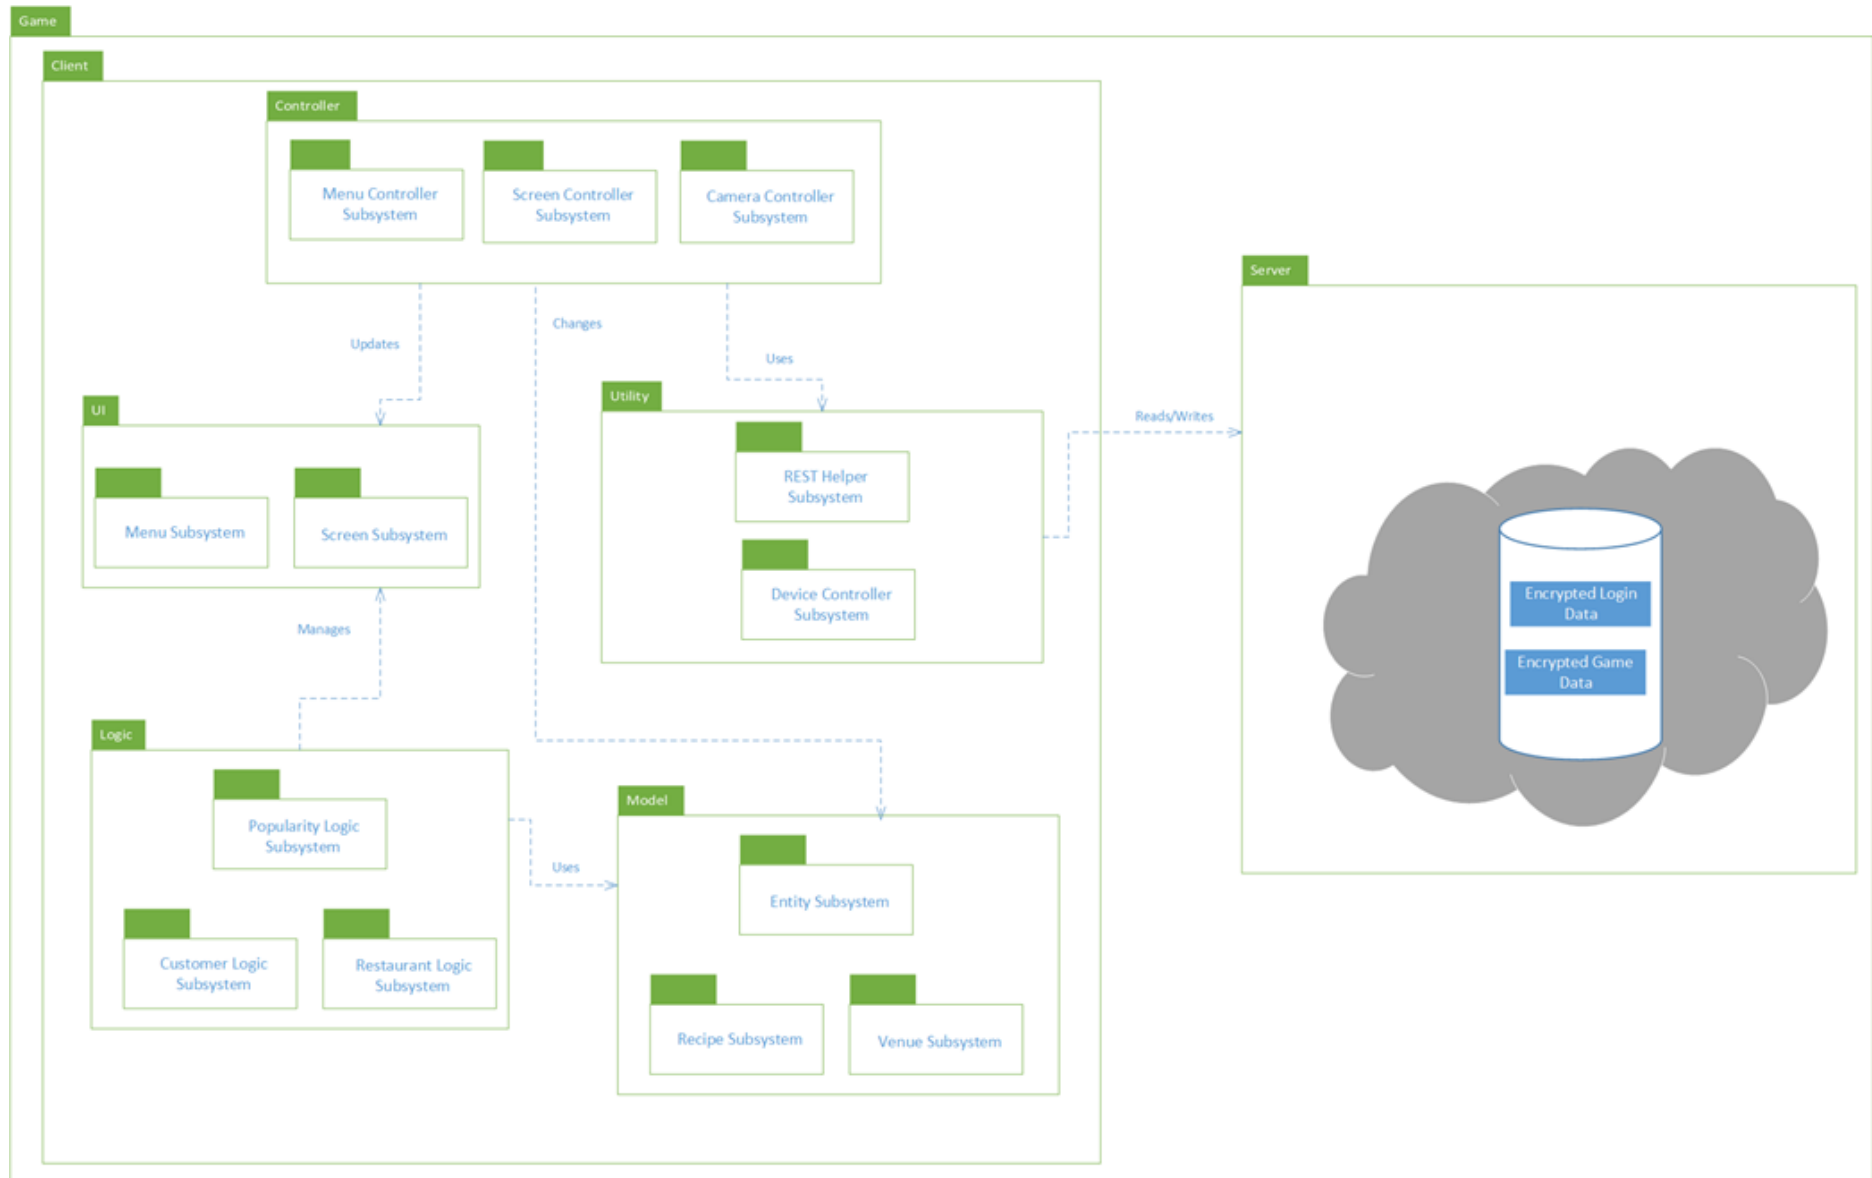 Game
Client
Controller
Menu Controller
Subsystem
Screen Controller
Subsystem
Camera Controller
Subsystem
Updates
Changes
Uses
UI
Menu Subsystem
Screen Subsystem
Utility
REST Helper
Subsystem
Device Controller
Subsystem
Reads/Writes
Server
Encrypted Login
Data
Encrypted Game
Data
Manages
Logic
Popularity Logic
Subsystem
Customer Logic
Subsystem
Restaurant Logic
Subsystem
Uses
Model
Entity Subsystem
Recipe Subsystem
Venue Subsystem